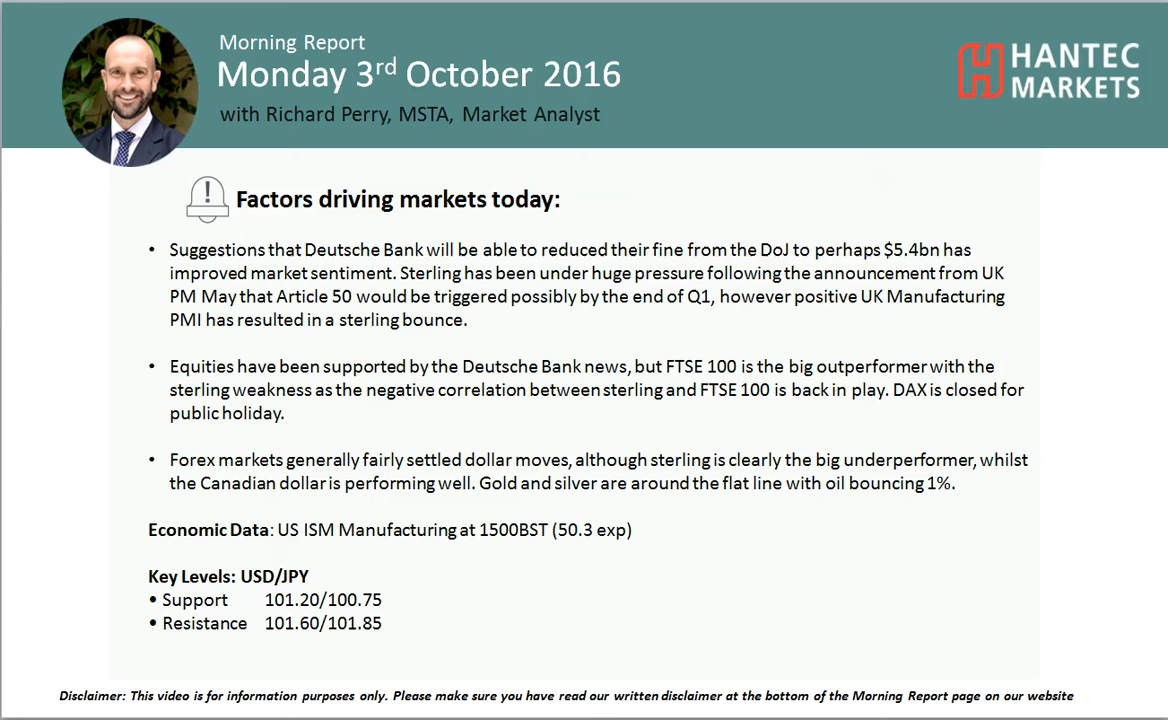 Morning Report
Monday 3rd October 2016
with Richard Perry, MSTA, Market Analyst
HANTEC
MARKETS
!
Factors driving markets today:
• Suggestions that Deutsche Bank will be able to reduced their fine from the DoJ to perhaps $5.4bn has
improved market sentiment. Sterling has been under huge pressure following the announcement from UK
PM May that Article 50 would be triggered possibly by the end of Q1, however positive UK Manufacturing
PMI has resulted in a sterling bounce.
• Equities have been supported by the Deutsche Bank news, but FTSE 100 is the big outperformer with the
sterling weakness as the negative correlation between sterling and FTSE 100 is back in play. DAX is closed for
public holiday.
• Forex markets generally fairly settled dollar moves, although sterling is clearly the big underperformer, whilst
the Canadian dollar is performing well. Gold and silver are around the flat line with oil bouncing 1%.
Economic Data: US ISM Manufacturing at 1500BST (50.3 exp)
Key Levels: USD/JPY
• Support 101.20/100.75
• Resistance 101.60/101.85
Disclaimer: This video is for information purposes only. Please make sure you have read our written disclaimer at the bottom of the Morning Report page on our website